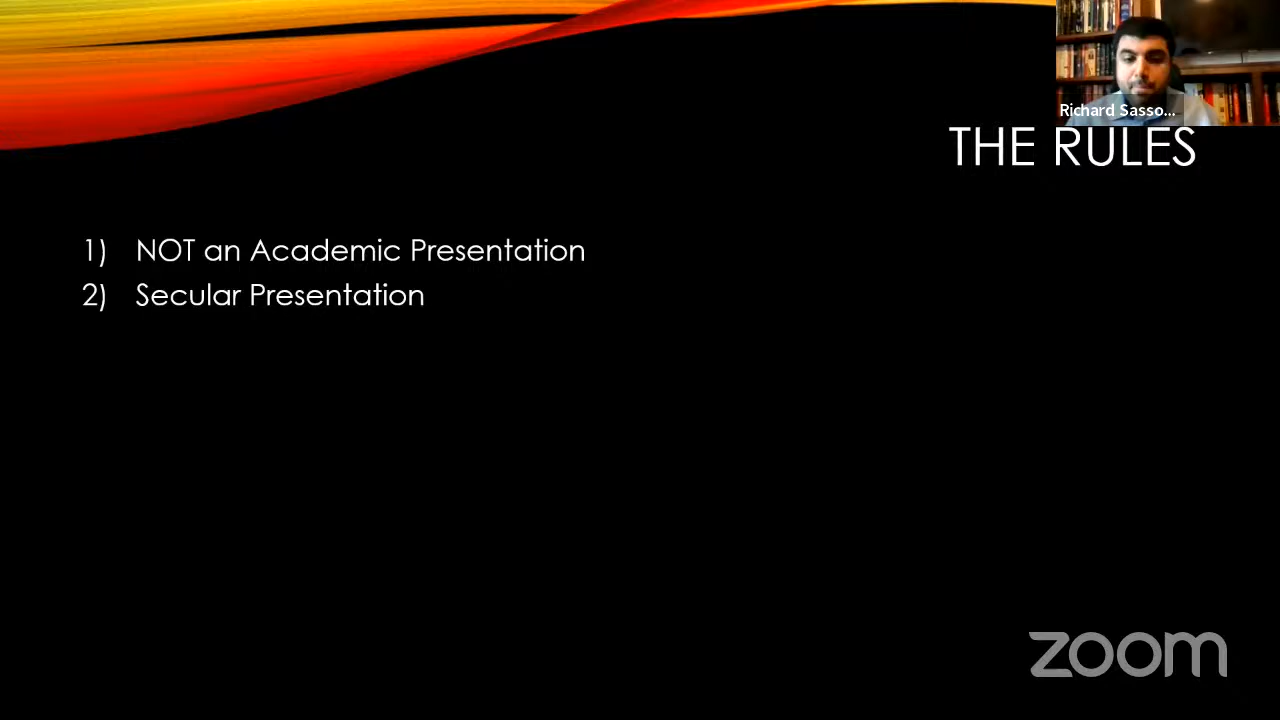 Richard Sasso...
THE RULES
1) NOT an Academic Presentation
2) Secular Presentation
zoom